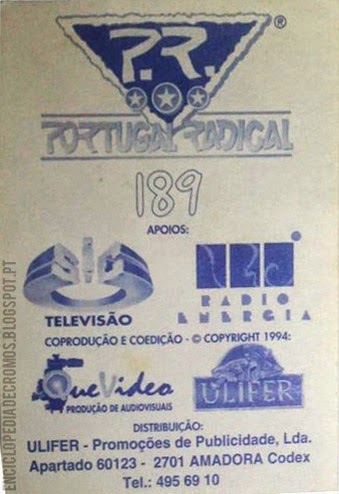 P.R.®
PORTUGAL RADICAL
189
APOIOS:
SIC
TELEVISÃO
RADIO
ENERGIA
COPRODUÇÃO E COEDIÇÃO - © COPYRIGHT 1994:
QueVideo
PRODUÇÃO DE AUDIOVISUAIS
ULIFER
DISTRIBUIÇÃO:
ULIFER - Promoções de Publicidade, Lda.
Apartado 60123 - 2701 AMADORA Codex
Tel.: 495 69 10
ENCICLOPEDIADECROMOS.BLOGSPOT.PT